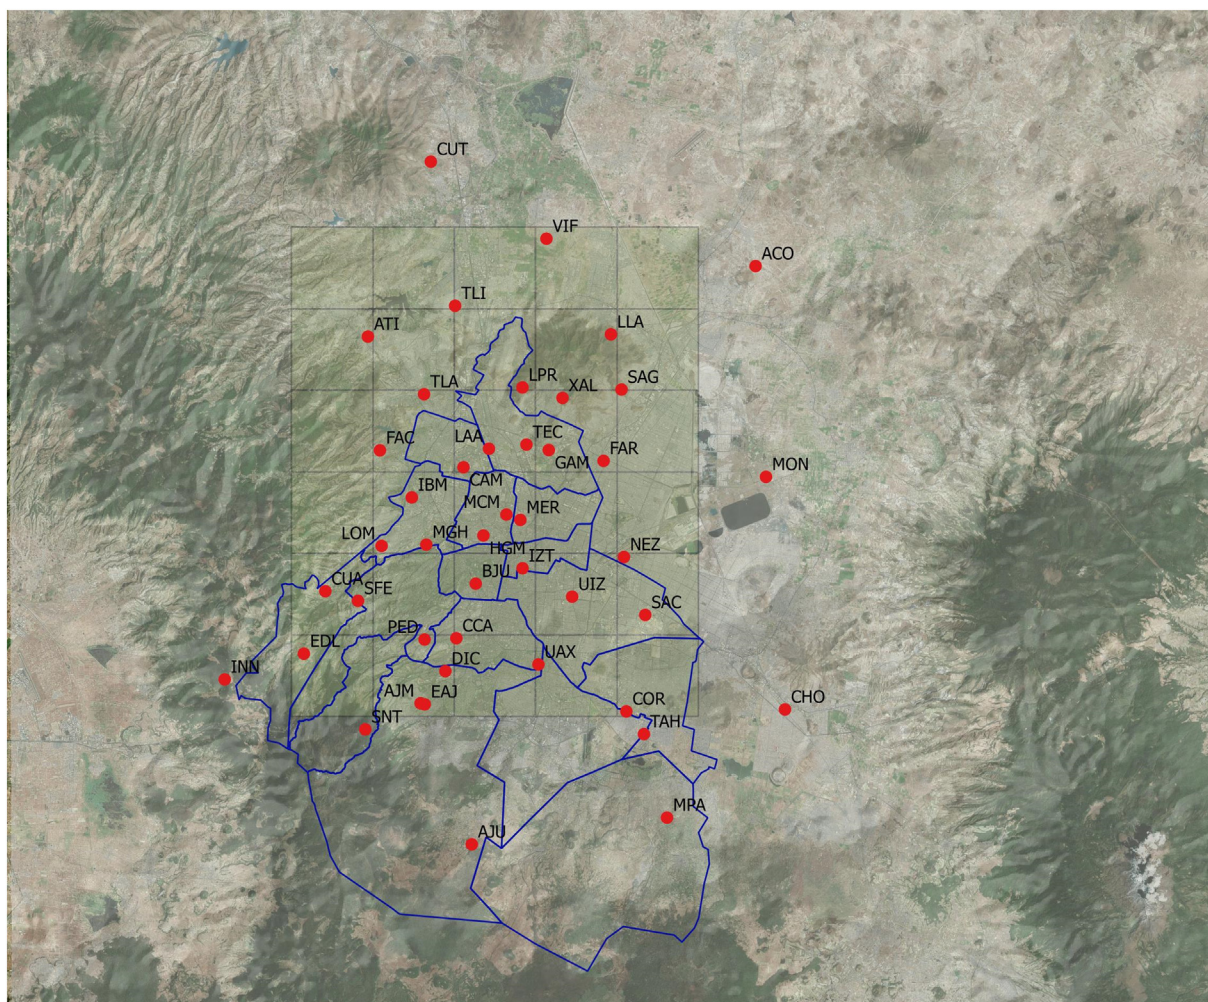 CUT
VIF
ACO
TLI
LLA
ATI
LPR
XAL
SAG
TLA
TEC
LAA
FAC
GAM
FAR
MON
CAM
IBM
MCM
MER
LOM
MGH
HGM
IZT
NEZ
CUA
SFE
BJU
UIZ
SAC
PED
CCA
EDL
DIC
UAX
INN
AJM
EAJ
COR
CHO
SNT
TAH
MPA
AJU